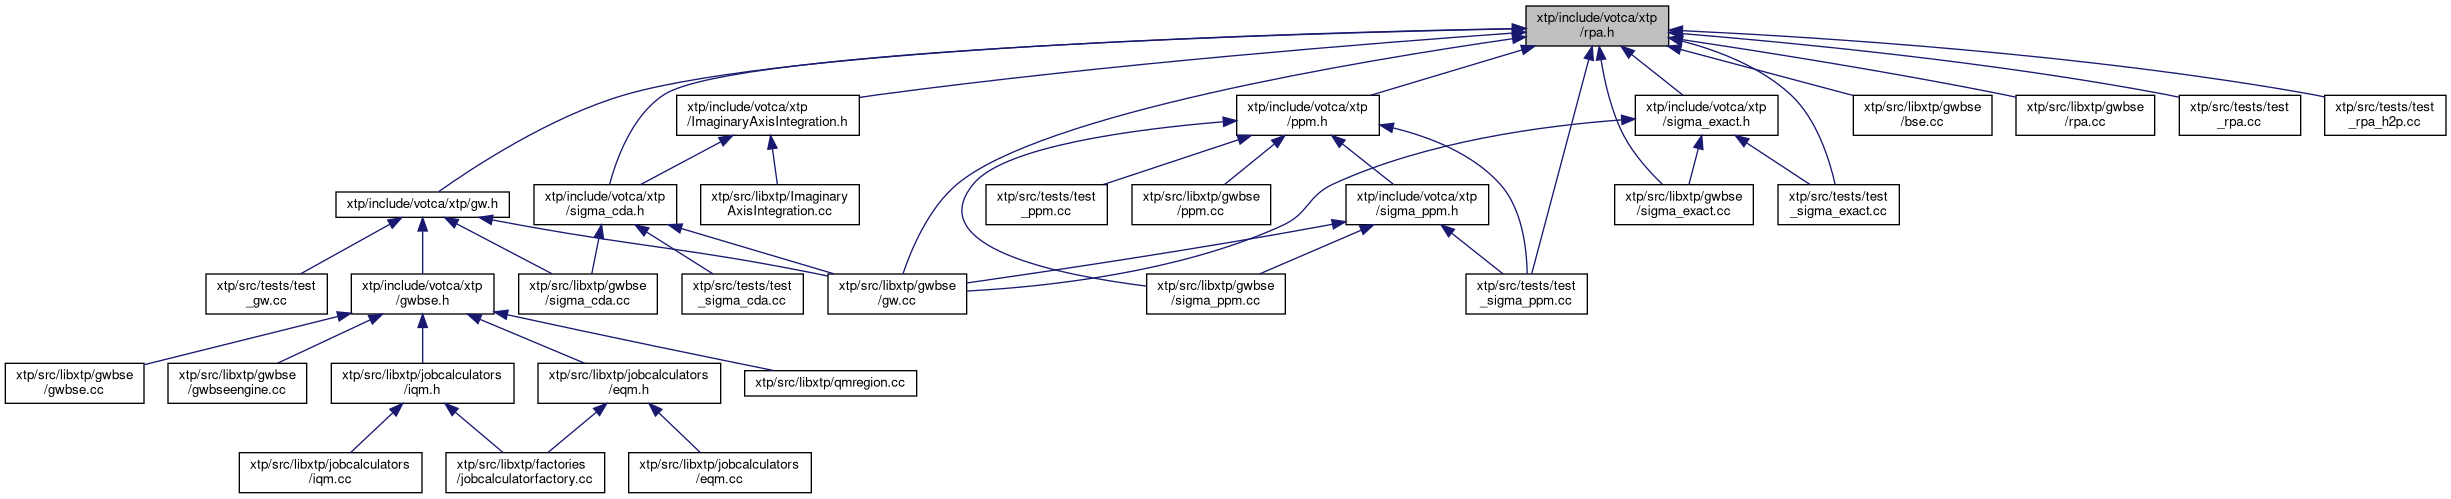 xtp/include/votca/xtp
/rpa.h
xtp/include/votca/xtp
/ImaginaryAxisIntegration.h
xtp/include/votca/xtp
/ppm.h
xtp/include/votca/xtp
/sigma_exact.h
xtp/src/libxtp/gwbse
/bse.cc
xtp/src/libxtp/gwbse
/rpa.cc
xtp/src/tests/test
_rpa.cc
xtp/src/tests/test
_rpa_h2p.cc
xtp/include/votca/xtp/gw.h
xtp/include/votca/xtp
/sigma_cda.h
xtp/src/libxtp/Imaginary
AxisIntegration.cc
xtp/src/tests/test
_ppm.cc
xtp/src/libxtp/gwbse
/ppm.cc
xtp/include/votca/xtp
/sigma_ppm.h
xtp/src/libxtp/gwbse
/sigma_exact.cc
xtp/src/tests/test
_sigma_exact.cc
xtp/src/tests/test
_gw.cc
xtp/include/votca/xtp
/gwbse.h
xtp/src/libxtp/gwbse
/sigma_cda.cc
xtp/src/tests/test
_sigma_cda.cc
xtp/src/libxtp/gwbse
/gw.cc
xtp/src/libxtp/gwbse
/sigma_ppm.cc
xtp/src/tests/test
_sigma_ppm.cc
xtp/src/libxtp/gwbse
/gwbse.cc
xtp/src/libxtp/gwbse
/gwbseengine.cc
xtp/src/libxtp/jobcalculators
/iqm.h
xtp/src/libxtp/jobcalculators
/eqm.h
xtp/src/libxtp/qmregion.cc
xtp/src/libxtp/jobcalculators
/iqm.cc
xtp/src/libxtp/factories
/jobcalculatorfactory.cc
xtp/src/libxtp/jobcalculators
/eqm.cc